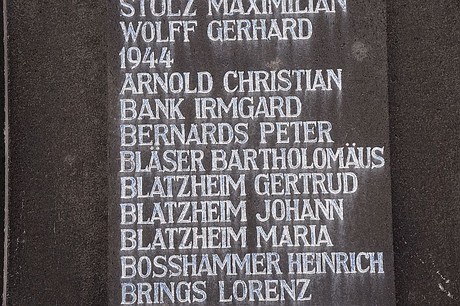 STOLZ MAXIMILIAN
WOLFF GERHARD
1944
ARNOLD CHRISTIAN
BANK IRMGARD
BERNARDS PETER
BLÄSER BARTHOLOMÄUS
BLATZHEIM GERTRUD
BLATZHEIM JOHANN
BLATZHEIM MARIA
BOSSHAMMER HEINRICH
BRINGS LORENZ